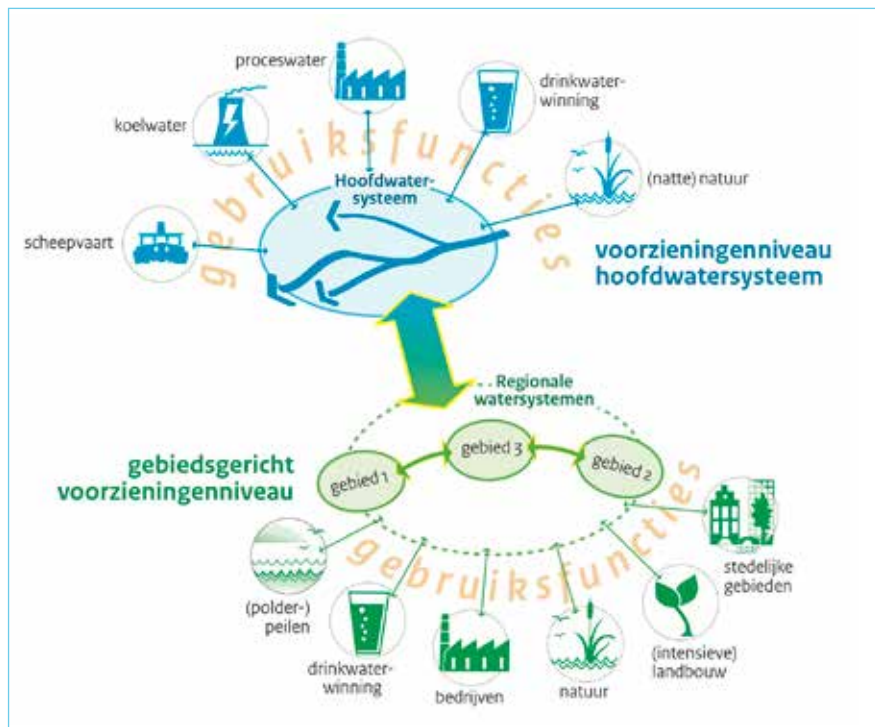 proceswater
drinkwater-
winning
koelwater
gebruiksfuncties
Hoofdwater-
systeem
(natte) natuur
scheepvaart
voorzieningenniveau
hoofdwatersysteem
Regionale
watersystemen
gebiedsgericht
voorzieningenniveau
gebied 1
gebied 3
gebied 2
gebruiksfuncties
stedelijke
gebieden
(polder-)
peilen
(intensieve)
landbouw
drinkwater-
winning
bedrijven
natuur